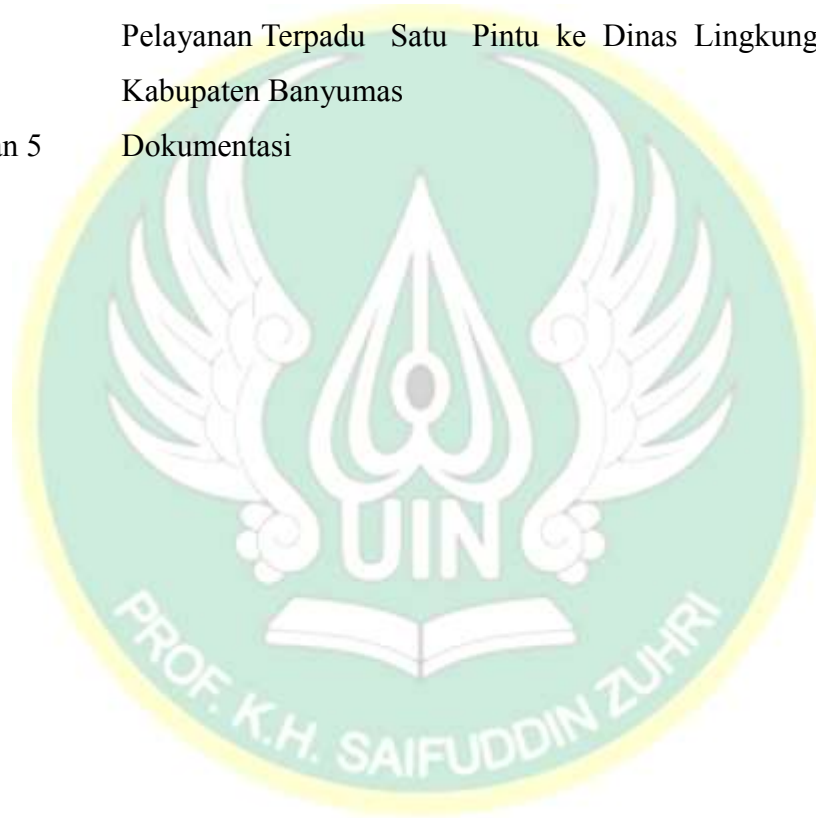 Pelayanan Terpadu Satu Pintu ke Dinas Lingkung
Kabupaten Banyumas
an 5 Dokumentasi
UIN
PROF. K.H. SAIFUDDIN ZUHRI